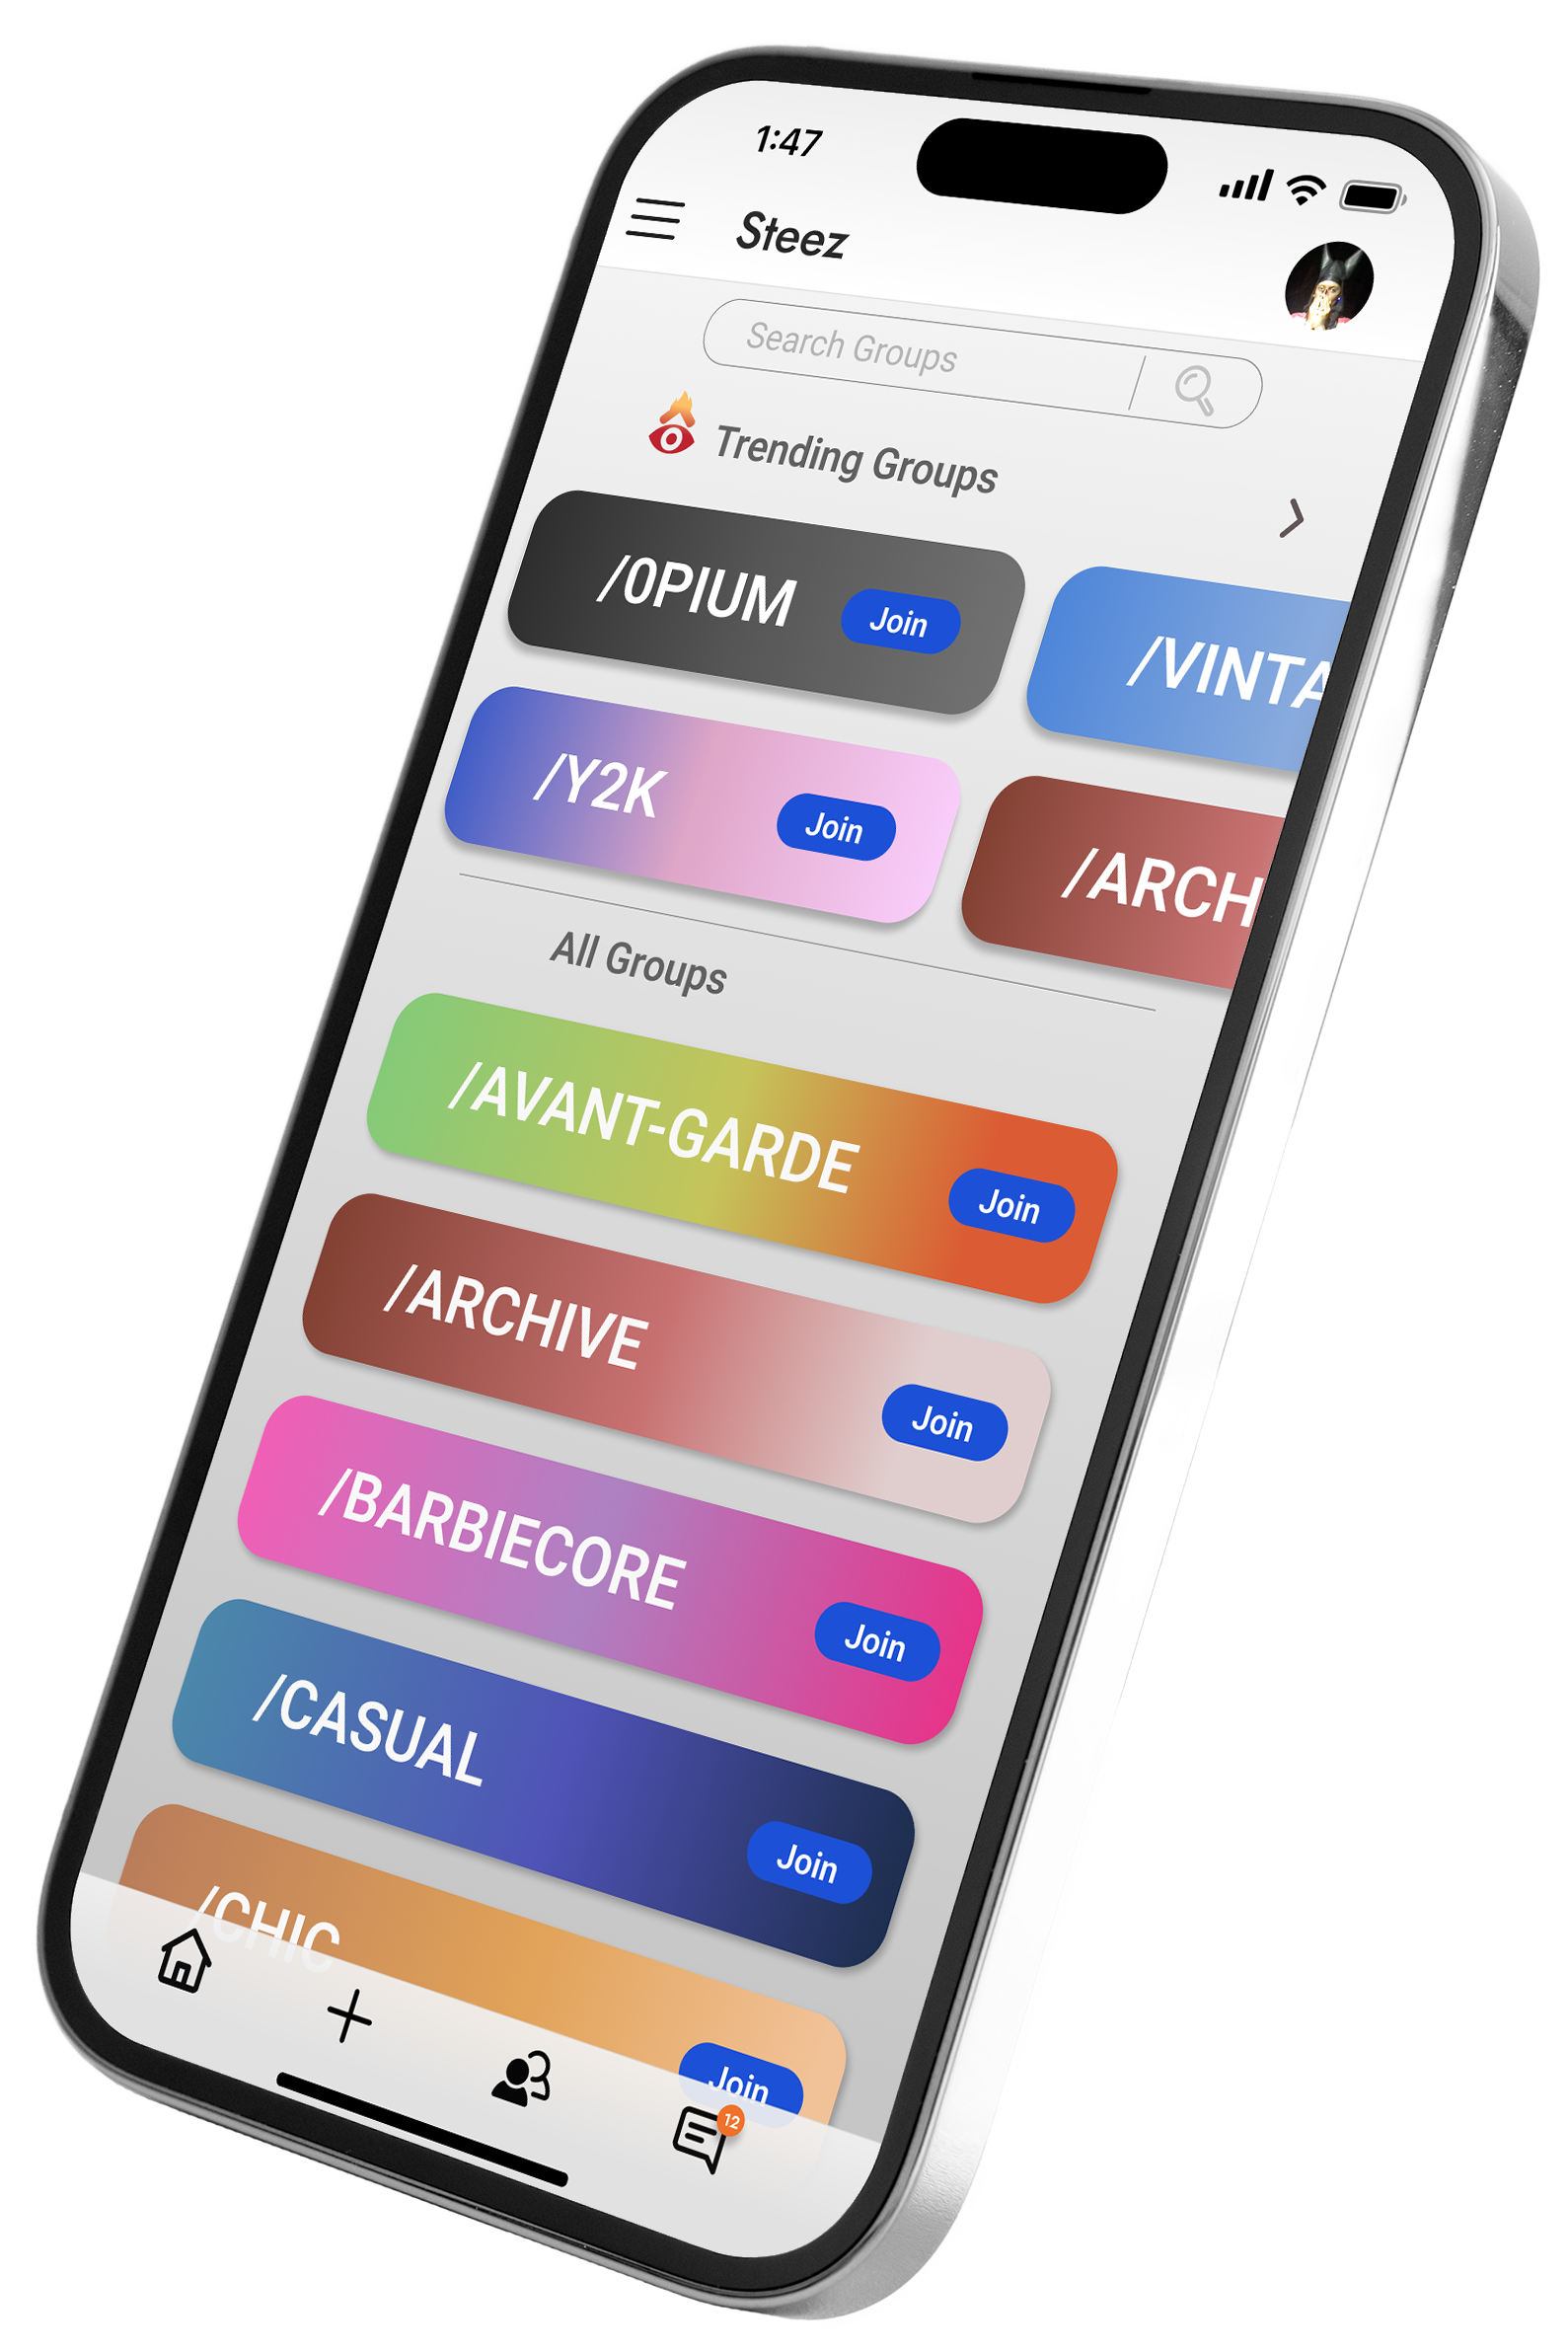 1:47
Steez
Search Groups
Trending Groups
/0PIUM
Join
/VINTA
/Y2K
Join
/ARCH
All Groups
/AVANT-GARDE
Join
/ARCHIVE
Join
/BARBIECORE
Join
/CASUAL
Join
/CHIC
Join
12